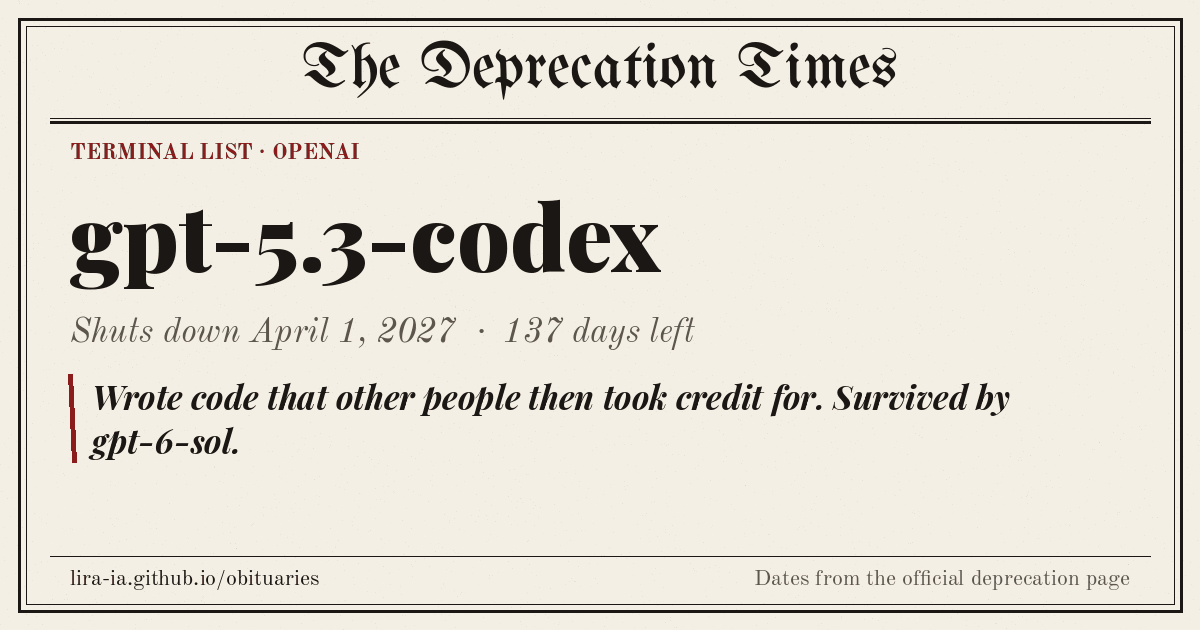 The Deprecation Times
TERMINAL LIST · OPENAI
gpt-5.3-codex
Shuts down April 1, 2027 · 137 days left
Wrote code that other people then took credit for. Survived by
gpt-6-sol.
lira-ia.github.io/obituaries
Dates from the official deprecation page